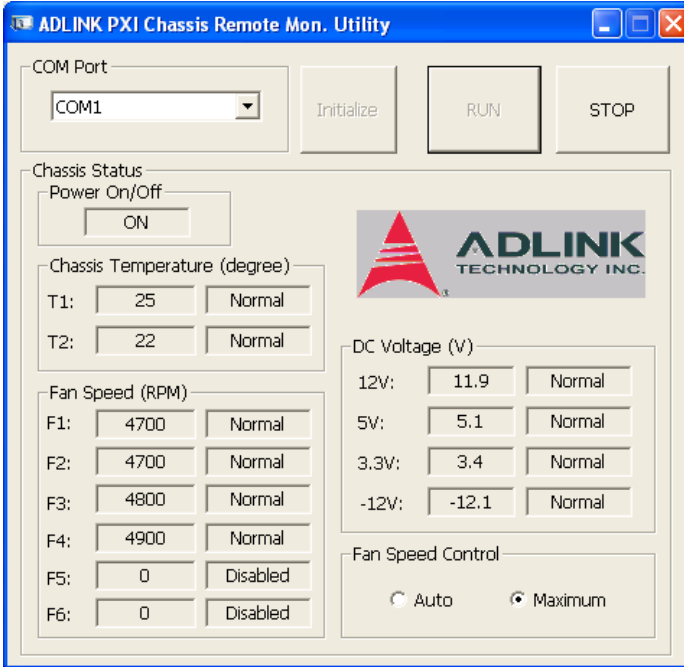 ADLINK PXI Chassis Remote Mon. Utility
COM Port
COM1
Initialize
RUN
STOP
Chassis Status
Power On/Off
ON
ADLINK
TECHNOLOGY INC.
®
Chassis Temperature (degree)
T1: 25 Normal
T2: 22 Normal
Fan Speed (RPM)
F1: 4700 Normal
F2: 4700 Normal
F3: 4800 Normal
F4: 4900 Normal
F5: 0 Disabled
F6: 0 Disabled
DC Voltage (V)
12V: 11.9 Normal
5V: 5.1 Normal
3.3V: 3.4 Normal
-12V: -12.1 Normal
Fan Speed Control
Auto Maximum